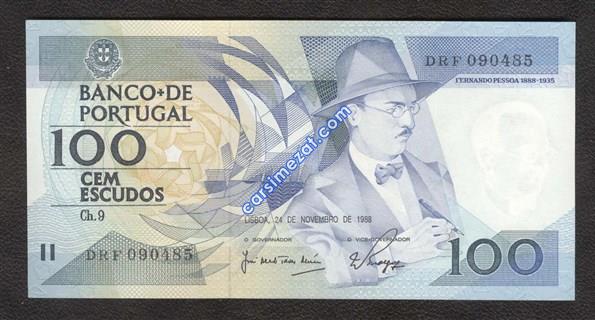 BANCO DE
PORTUGAL
100
CEM
ESCUDOS
Ch.9
DRF 090485
FERNANDO PESSOA 1888-1935
carsimezat.com
LISBOA, 24 DE NOVEMBRO DE 1988
O GOVERNADOR
O VICE-GOVERNADOR
DRF 090485
100